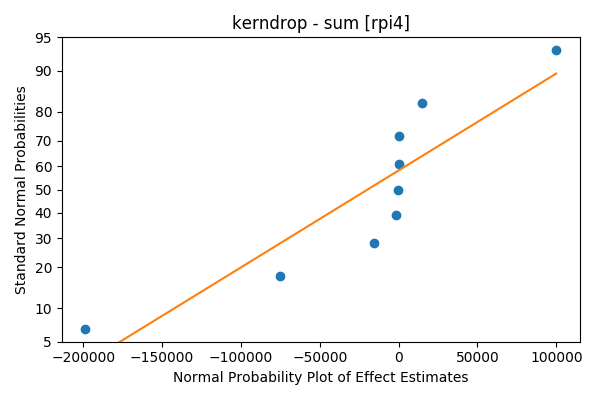 kerndrop - sum [rpi4]
95
90
80
70
60
50
40
30
20
10
5
Standard Normal Probabilities
−200000 −150000 −100000 −50000 0 50000 100000
Normal Probability Plot of Effect Estimates